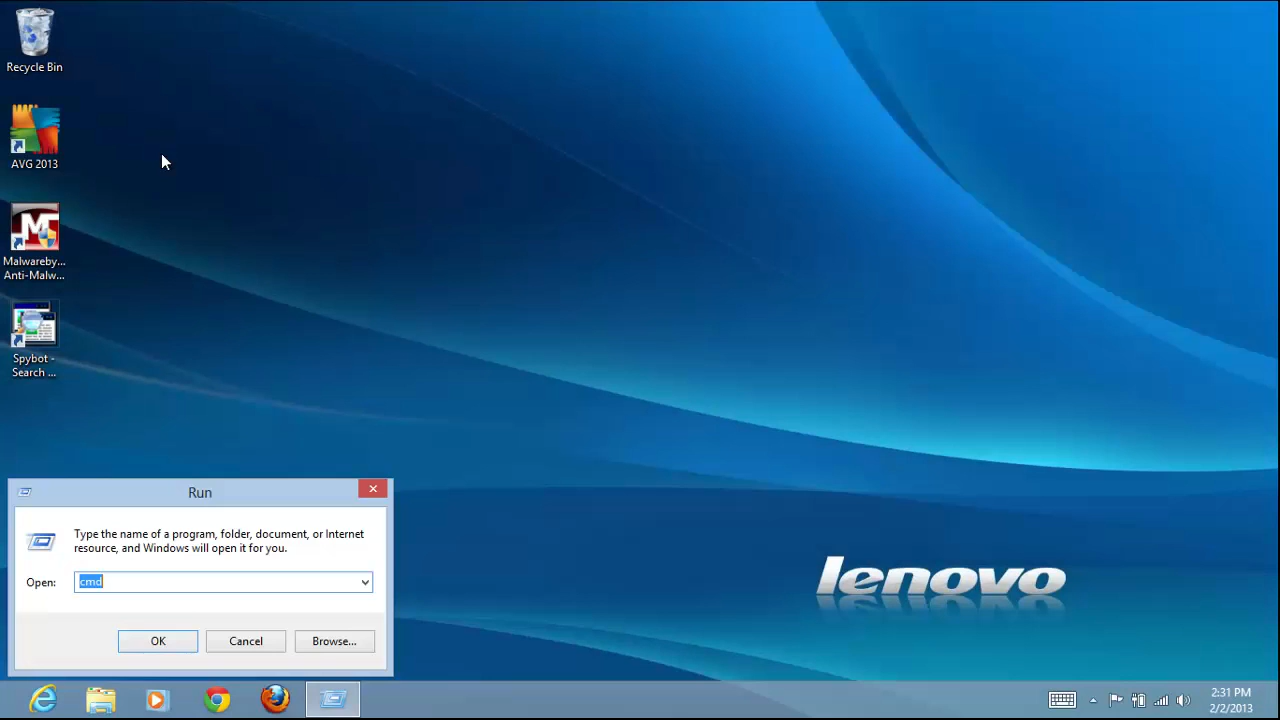 Recycle Bin
AVG 2013
Malwareby...
Anti-Malw...
Spybot -
Search ...
Run
Type the name of a program, folder, document, or Internet
resource, and Windows will open it for you.
Open: cmd
OK Cancel Browse...
lenovo
2:31 PM
2/2/2013